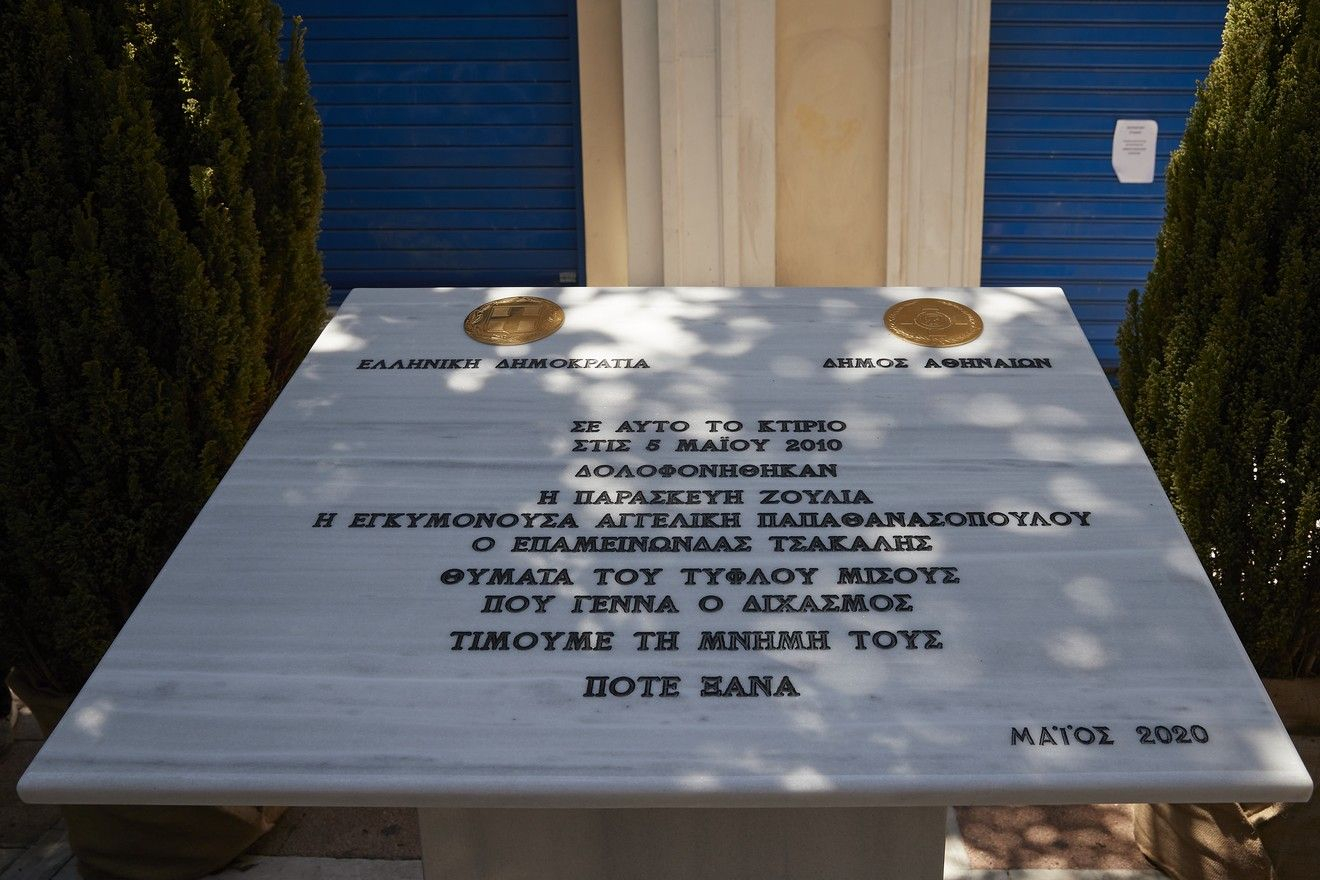 ΕΛΛΗΝΙΚΗ ΔΗΜΟΚΡΑΤΙΑ
ΔΗΜΟΣ ΑΘΗΝΑΙΩΝ
ΣΕ ΑΥΤΟ ΤΟ ΚΤΙΡΙΟ
ΣΤΙΣ 5 ΜΑΪΟΥ 2010
ΔΟΛΟΦΟΝΗΘΗΚΑΝ
Η ΠΑΡΑΣΚΕΥΗ ΖΟΥΛΙΑ
Η ΕΓΚΥΜΟΝΟΥΣΑ ΑΓΓΕΛΙΚΗ ΠΑΠΑΘΑΝΑΣΟΠΟΥΛΟΥ
Ο ΕΠΑΜΕΙΝΩΝΔΑΣ ΤΣΑΚΑΛΗΣ
ΘΥΜΑΤΑ ΤΟΥ ΤΥΦΛΟΥ ΜΙΣΟΥΣ
ΠΟΥ ΓΕΝΝΑ Ο ΔΙΧΑΣΜΟΣ
ΤΙΜΟΥΜΕ ΤΗ ΜΝΗΜΗ ΤΟΥΣ
ΠΟΤΕ ΞΑΝΑ
ΜΑΪΟΣ 2020